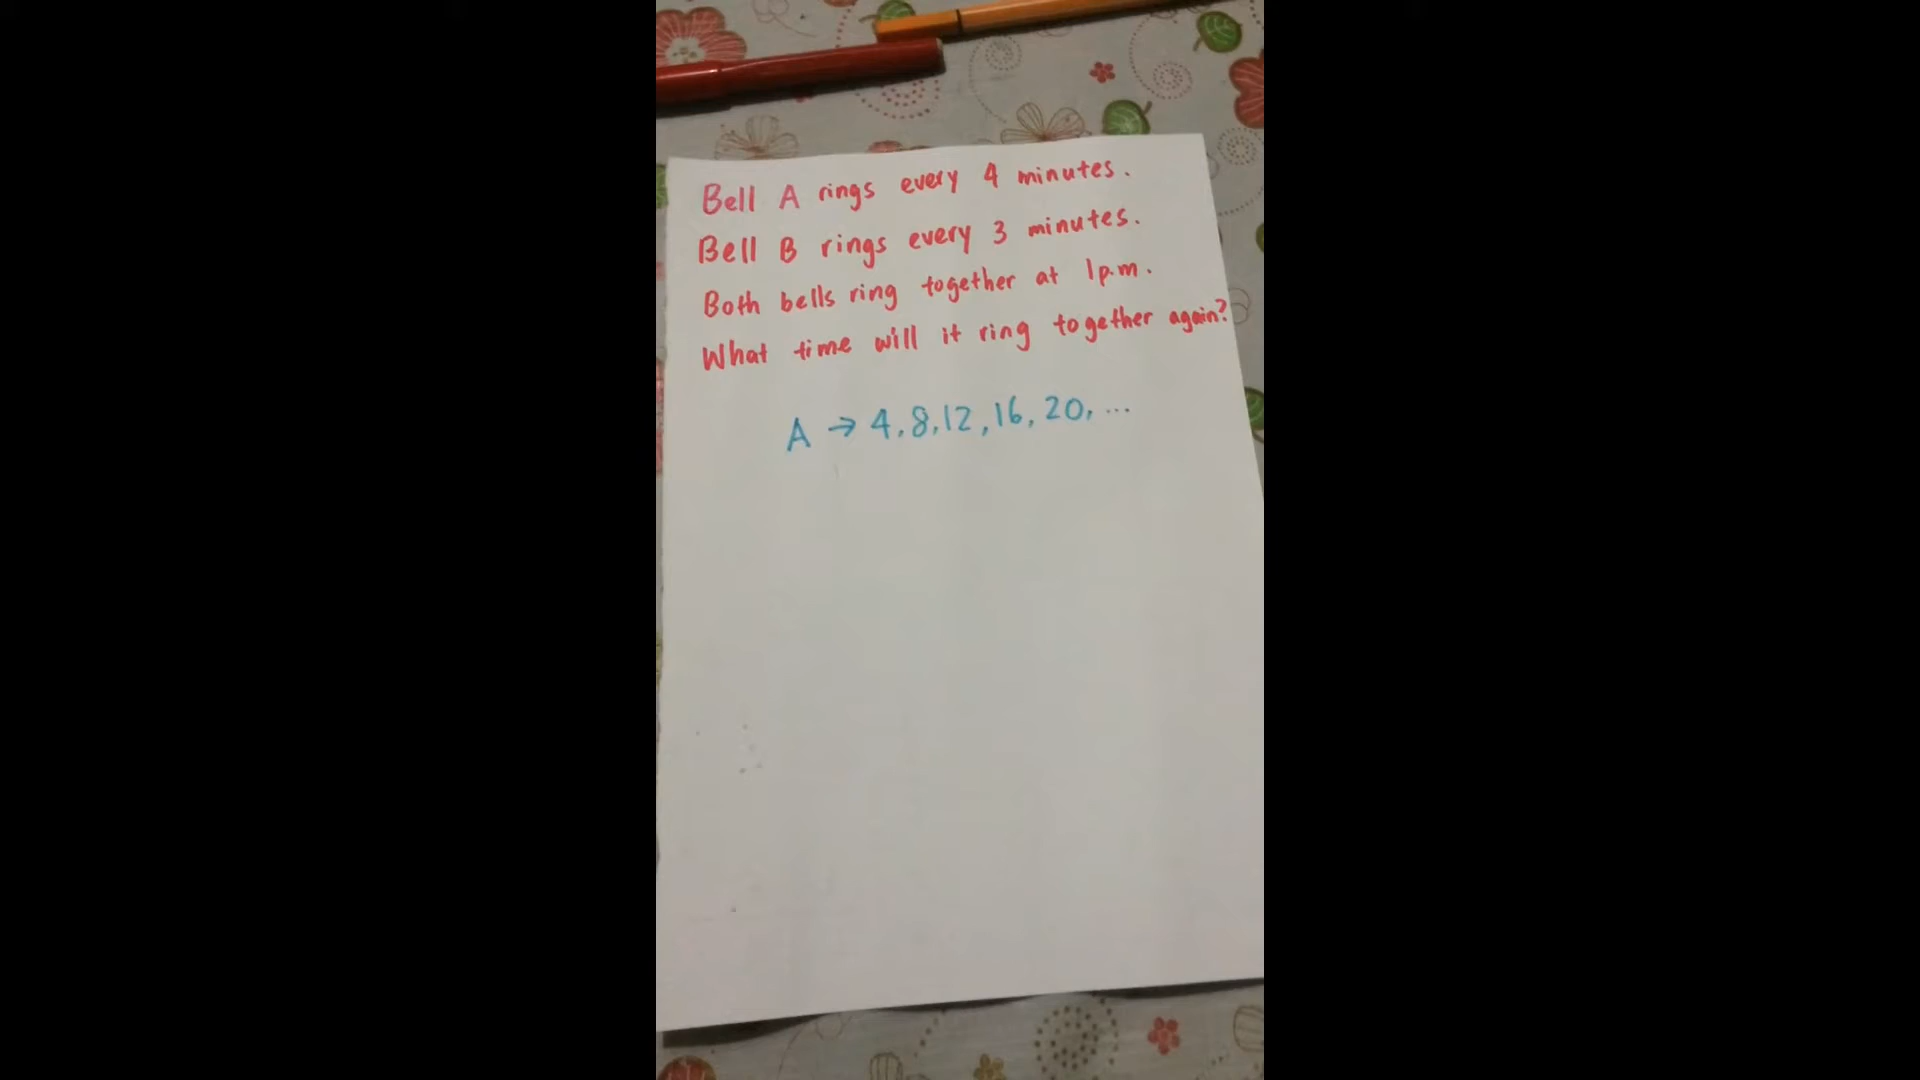 Bell A rings every 4 minutes.
Bell B rings every 3 minutes.
Both bells ring together at 1p.m.
What time will it ring together again?
A → 4, 8, 12, 16, 20, ...